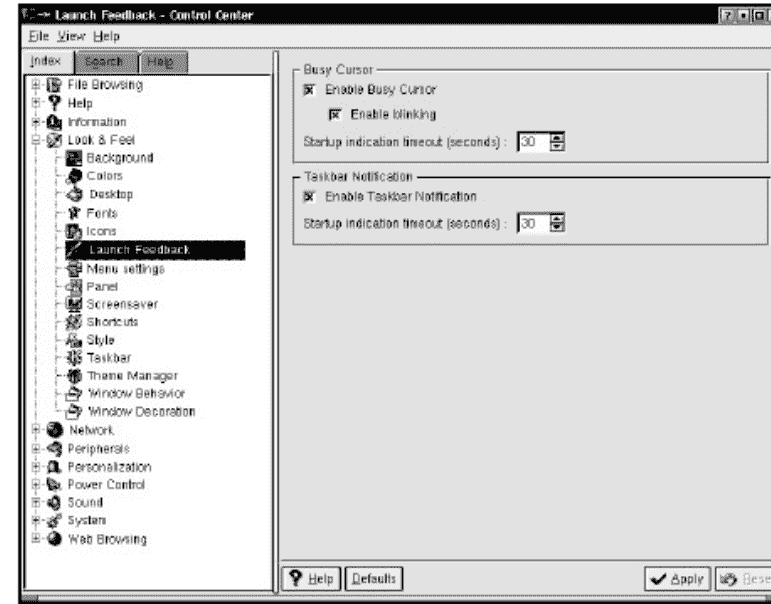 Launch Feedback - Control Center
File View Help
Index Search Help
File Browsing
Help
Information
Look & Feel
Background
Colors
Desktop
Fonts
Icons
Launch Feedback
Menu settings
Panel
Screensaver
Shortcuts
Style
Taskbar
Theme Manager
Window Behavior
Window Decoration
Network
Peripherals
Personalization
Power Control
Sound
System
Web Browsing
Busy Cursor
Enable Busy Cursor
Enable blinking
Startup indication timeout (seconds) : 30
Taskbar Notification
Enable Taskbar Notification
Startup indication timeout (seconds) : 30
Help Defaults Apply Rese